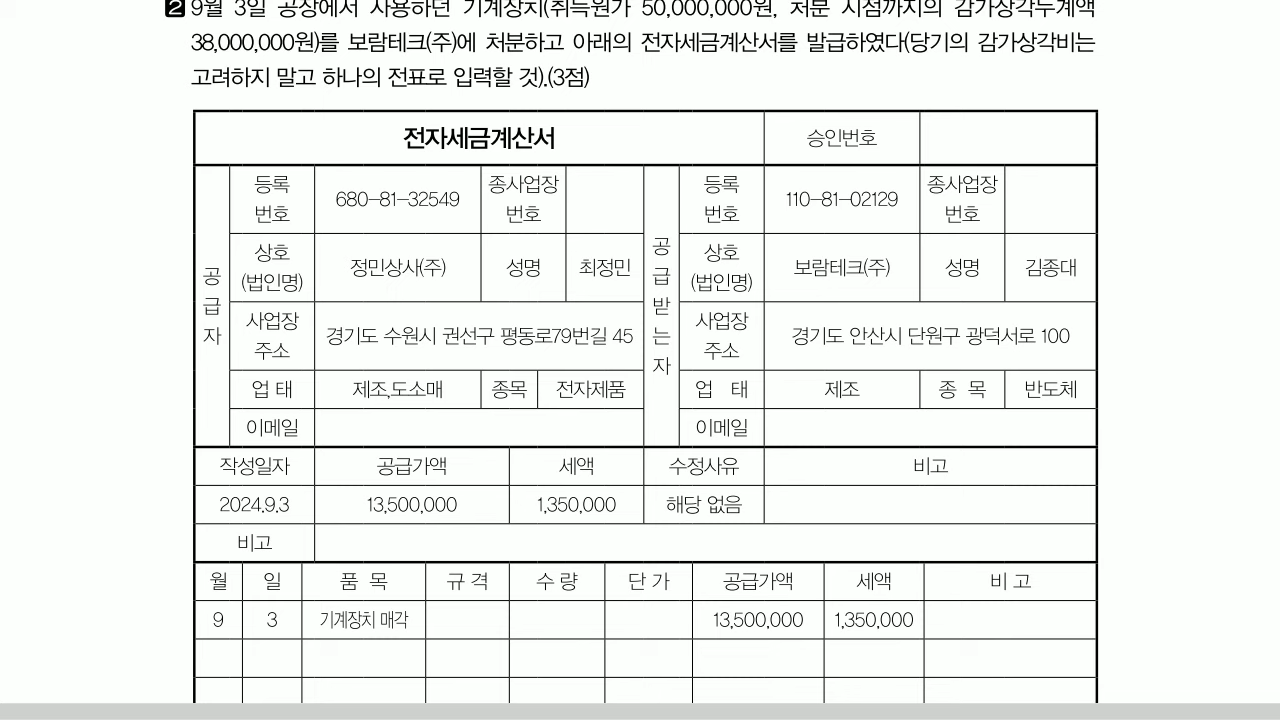 2 9월 3일 공장에서 사용하던 기계장치(취득원가 50,000,000원, 처분 시점까지의 감가상각누계액
38,000,000원)를 보람테크(주)에 처분하고 아래의 전자세금계산서를 발급하였다(당기의 감가상각비는
고려하지 말고 하나의 전표로 입력할 것).(3점)
전자세금계산서 승인번호
공급자 등록번호 680-81-32549 종사업장번호 공급받는자 등록번호 110-81-02129 종사업장번호
상호(법인명) 정민상사(주) 성명 최정민 상호(법인명) 보람테크(주) 성명 김종대
사업장주소 경기도 수원시 권선구 평동로79번길 45 사업장주소 경기도 안산시 단원구 광덕서로 100
업 태 제조,도소매 종목 전자제품 업 태 제조 종 목 반도체
이메일 이메일
작성일자 공급가액 세액 수정사유 비고
2024.9.3 13,500,000 1,350,000 해당 없음
비고
월 일 품 목 규 격 수 량 단 가 공급가액 세액 비 고
9 3 기계장치 매각 13,500,000 1,350,000